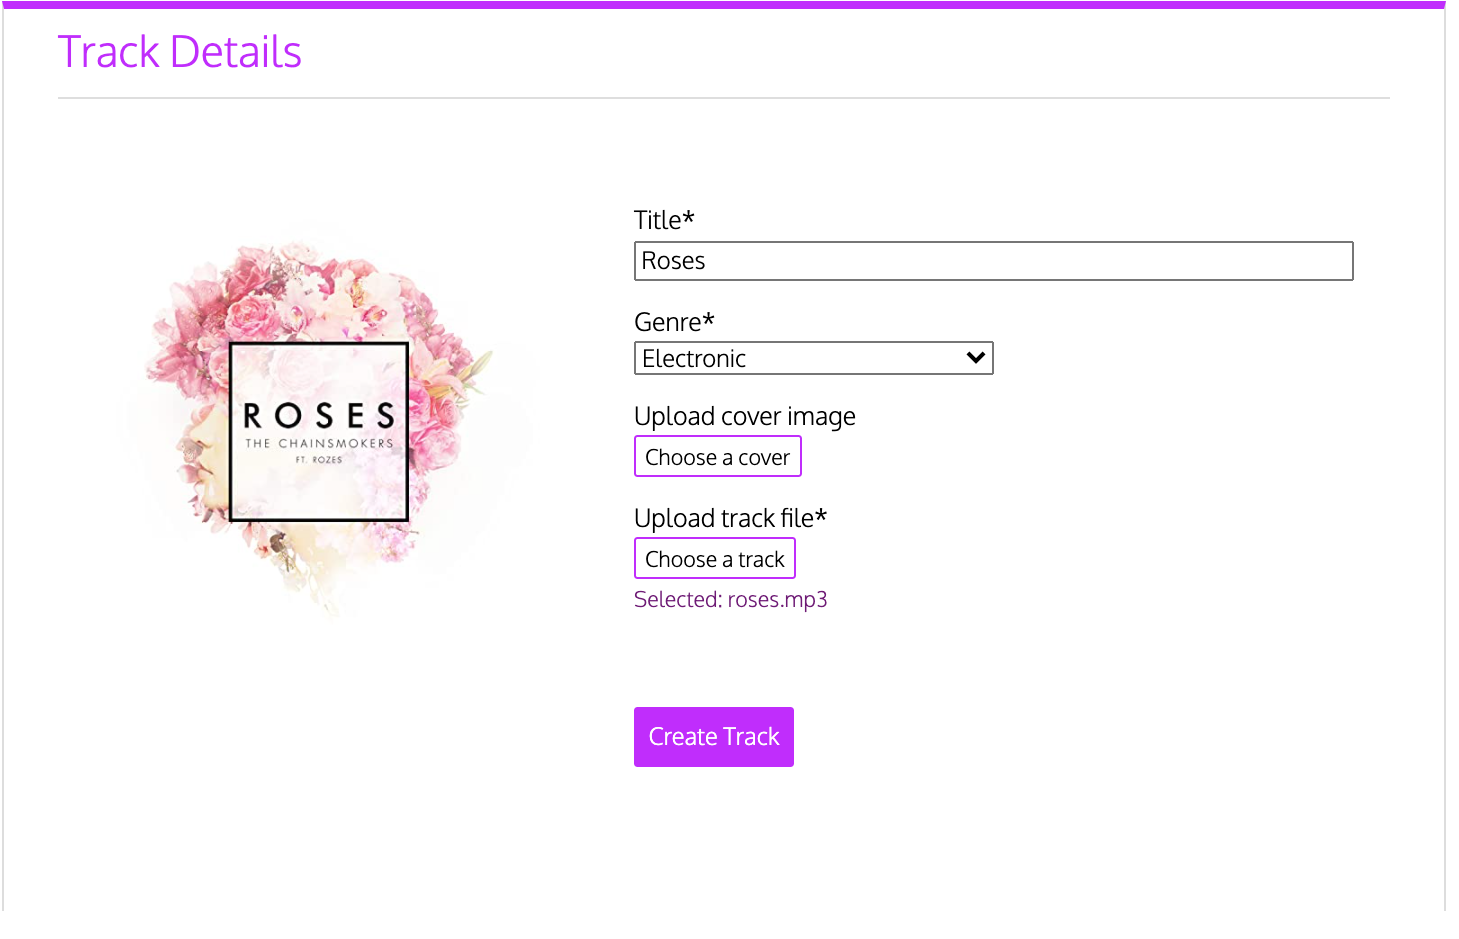 Track Details
ROSES
THE CHAINSMOKERS
FT. ROZES
Title*
Roses
Genre*
Electronic
Upload cover image
Choose a cover
Upload track file*
Choose a track
Selected: roses.mp3
Create Track